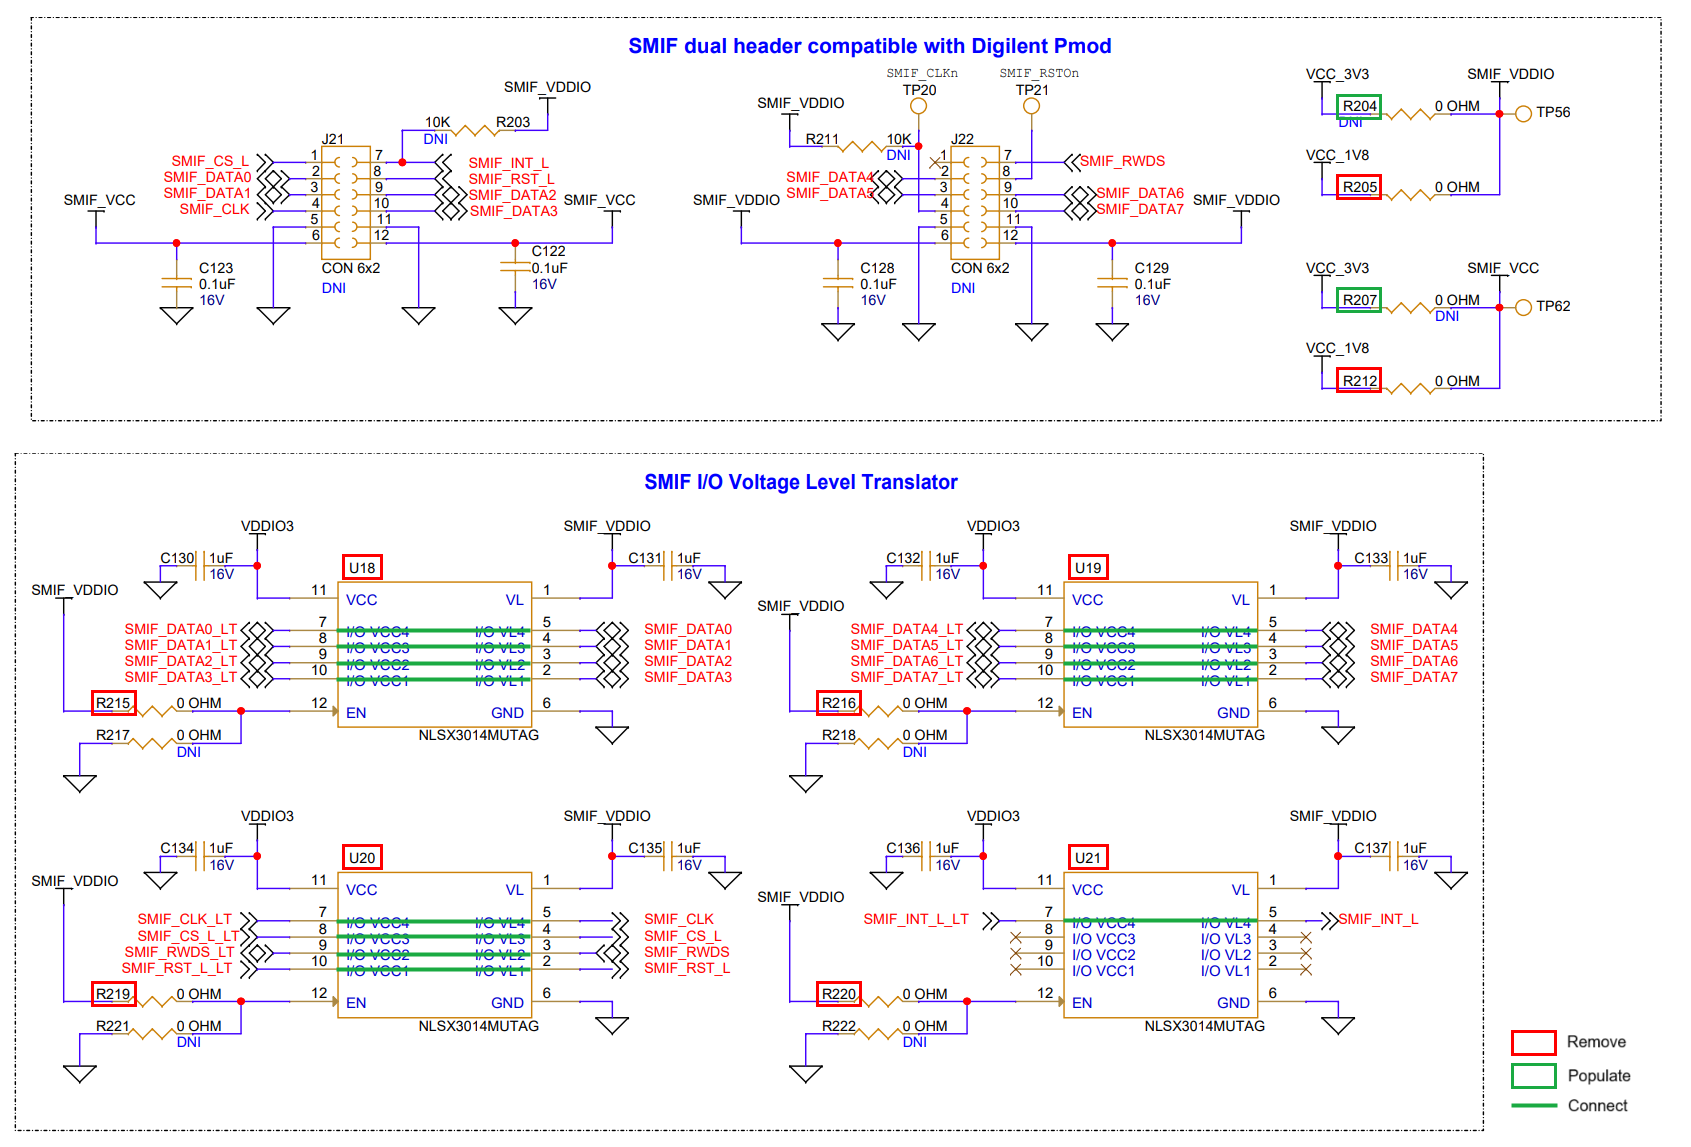 SMIF dual header compatible with Digilent Pmod
SMIF_CLKn
SMIF_RSTOn
TP20
TP21
SMIF_VDDIO
10K
R203
DNI
J21
SMIF_CS_L
SMIF_DATA0
SMIF_DATA1
SMIF_CLK
1
2
3
4
5
6
7
8
9
10
11
12
SMIF_INT_L
SMIF_RST_L
SMIF_DATA2
SMIF_DATA3
SMIF_VCC
SMIF_VCC
C123
0.1uF
16V
CON 6x2
DNI
C122
0.1uF
16V
SMIF_VDDIO
R211
10K
DNI
J22
SMIF_DATA4
SMIF_DATA5
1
2
3
4
5
6
7
8
9
10
11
12
SMIF_RWDS
SMIF_DATA6
SMIF_DATA7
SMIF_VDDIO
SMIF_VDDIO
C128
0.1uF
16V
CON 6x2
DNI
C129
0.1uF
16V
VCC_3V3
SMIF_VDDIO
R204
0 OHM
DNI
TP56
VCC_1V8
R205
0 OHM
VCC_3V3
SMIF_VCC
R207
0 OHM
DNI
TP62
VCC_1V8
R212
0 OHM
SMIF I/O Voltage Level Translator
VDDIO3
SMIF_VDDIO
C130
1uF
16V
U18
C131
1uF
16V
SMIF_VDDIO
11
VCC
VL
1
SMIF_DATA0_LT
7
I/O VCC4
I/O VL4
5
SMIF_DATA0
SMIF_DATA1_LT
8
I/O VCC3
I/O VL3
4
SMIF_DATA1
SMIF_DATA2_LT
9
I/O VCC2
I/O VL2
3
SMIF_DATA2
SMIF_DATA3_LT
10
I/O VCC1
I/O VL1
2
SMIF_DATA3
R215
0 OHM
12
EN
GND
6
R217
0 OHM
DNI
NLSX3014MUTAG
VDDIO3
SMIF_VDDIO
C132
1uF
16V
U19
C133
1uF
16V
SMIF_VDDIO
11
VCC
VL
1
SMIF_DATA4_LT
7
I/O VCC4
I/O VL4
5
SMIF_DATA4
SMIF_DATA5_LT
8
I/O VCC3
I/O VL3
4
SMIF_DATA5
SMIF_DATA6_LT
9
I/O VCC2
I/O VL2
3
SMIF_DATA6
SMIF_DATA7_LT
10
I/O VCC1
I/O VL1
2
SMIF_DATA7
R216
0 OHM
12
EN
GND
6
R218
0 OHM
DNI
NLSX3014MUTAG
VDDIO3
SMIF_VDDIO
C134
1uF
16V
U20
C135
1uF
16V
SMIF_VDDIO
11
VCC
VL
1
SMIF_CLK_LT
7
I/O VCC4
I/O VL4
5
SMIF_CLK
SMIF_CS_L_LT
8
I/O VCC3
I/O VL3
4
SMIF_CS_L
SMIF_RWDS_LT
9
I/O VCC2
I/O VL2
3
SMIF_RWDS
SMIF_RST_L_LT
10
I/O VCC1
I/O VL1
2
SMIF_RST_L
R219
0 OHM
12
EN
GND
6
R221
0 OHM
DNI
NLSX3014MUTAG
VDDIO3
SMIF_VDDIO
C136
1uF
16V
U21
C137
1uF
16V
SMIF_VDDIO
11
VCC
VL
1
SMIF_INT_L_LT
7
I/O VCC4
I/O VL4
5
SMIF_INT_L
8
I/O VCC3
I/O VL3
4
9
I/O VCC2
I/O VL2
3
10
I/O VCC1
I/O VL1
2
R220
0 OHM
12
EN
GND
6
R222
0 OHM
DNI
NLSX3014MUTAG
Remove
Populate
Connect